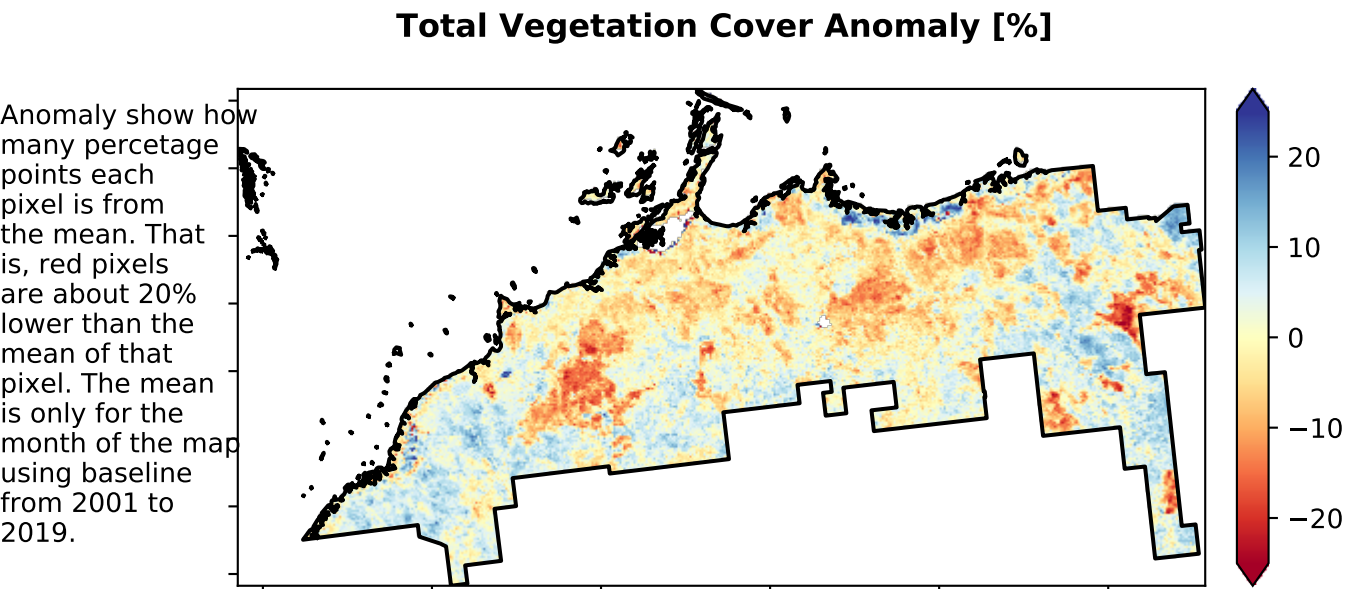 Total Vegetation Cover Anomaly [%]
Anomaly show how
many percetage
points each
pixel is from
the mean. That
is, red pixels
are about 20%
lower than the
mean of that
pixel. The mean
is only for the
month of the map
using baseline
from 2001 to
2019.
20
10
0
−10
−20